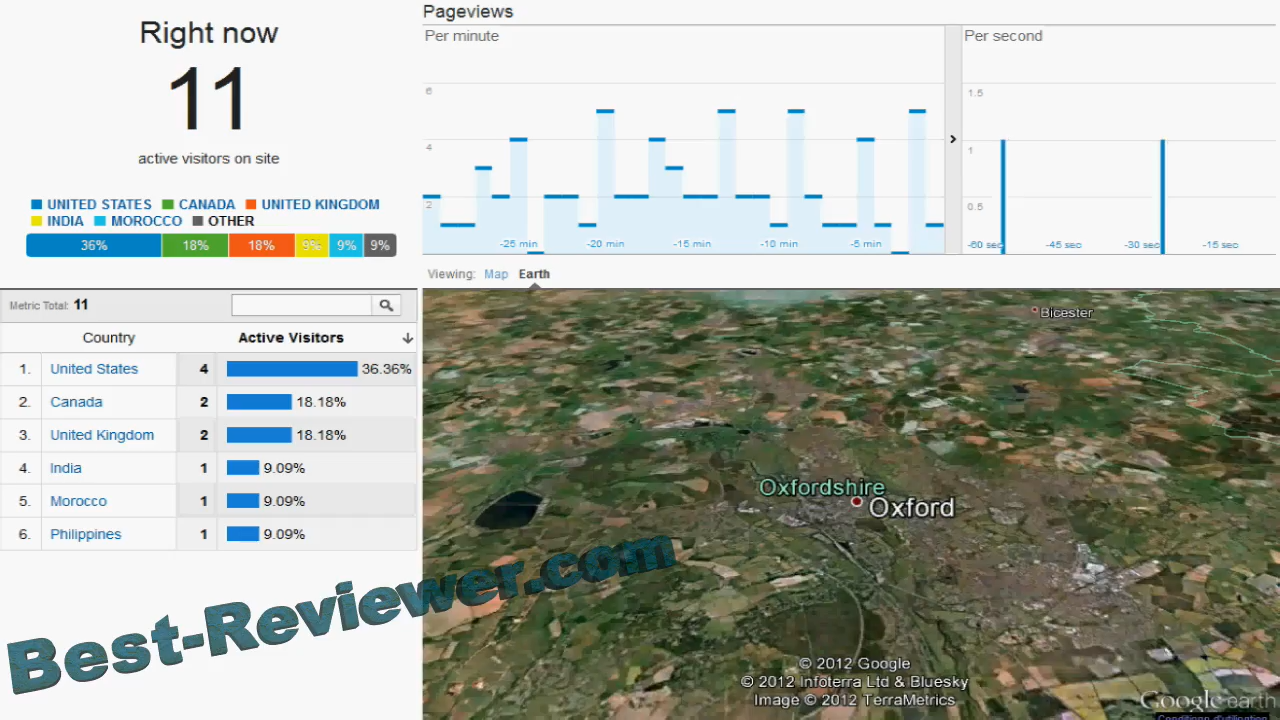 Right now
11
active visitors on site
UNITED STATES CANADA UNITED KINGDOM
INDIA MOROCCO OTHER
36% 18% 18% 9% 9% 9%
Pageviews
Per minute
6
4
2
-25 min -20 min -15 min -10 min -5 min
Per second
1.5
1
0.5
-60 sec -45 sec -30 sec -15 sec
Viewing: Map Earth
Metric Total: 11
Country Active Visitors
1. United States 4 36.36%
2. Canada 2 18.18%
3. United Kingdom 2 18.18%
4. India 1 9.09%
5. Morocco 1 9.09%
6. Philippines 1 9.09%
Bicester
Oxfordshire
Oxford
Best-Reviewer.com
© 2012 Google
© 2012 Infoterra Ltd & Bluesky
Image © 2012 TerraMetrics
Google earth
Conditions d'utilisation